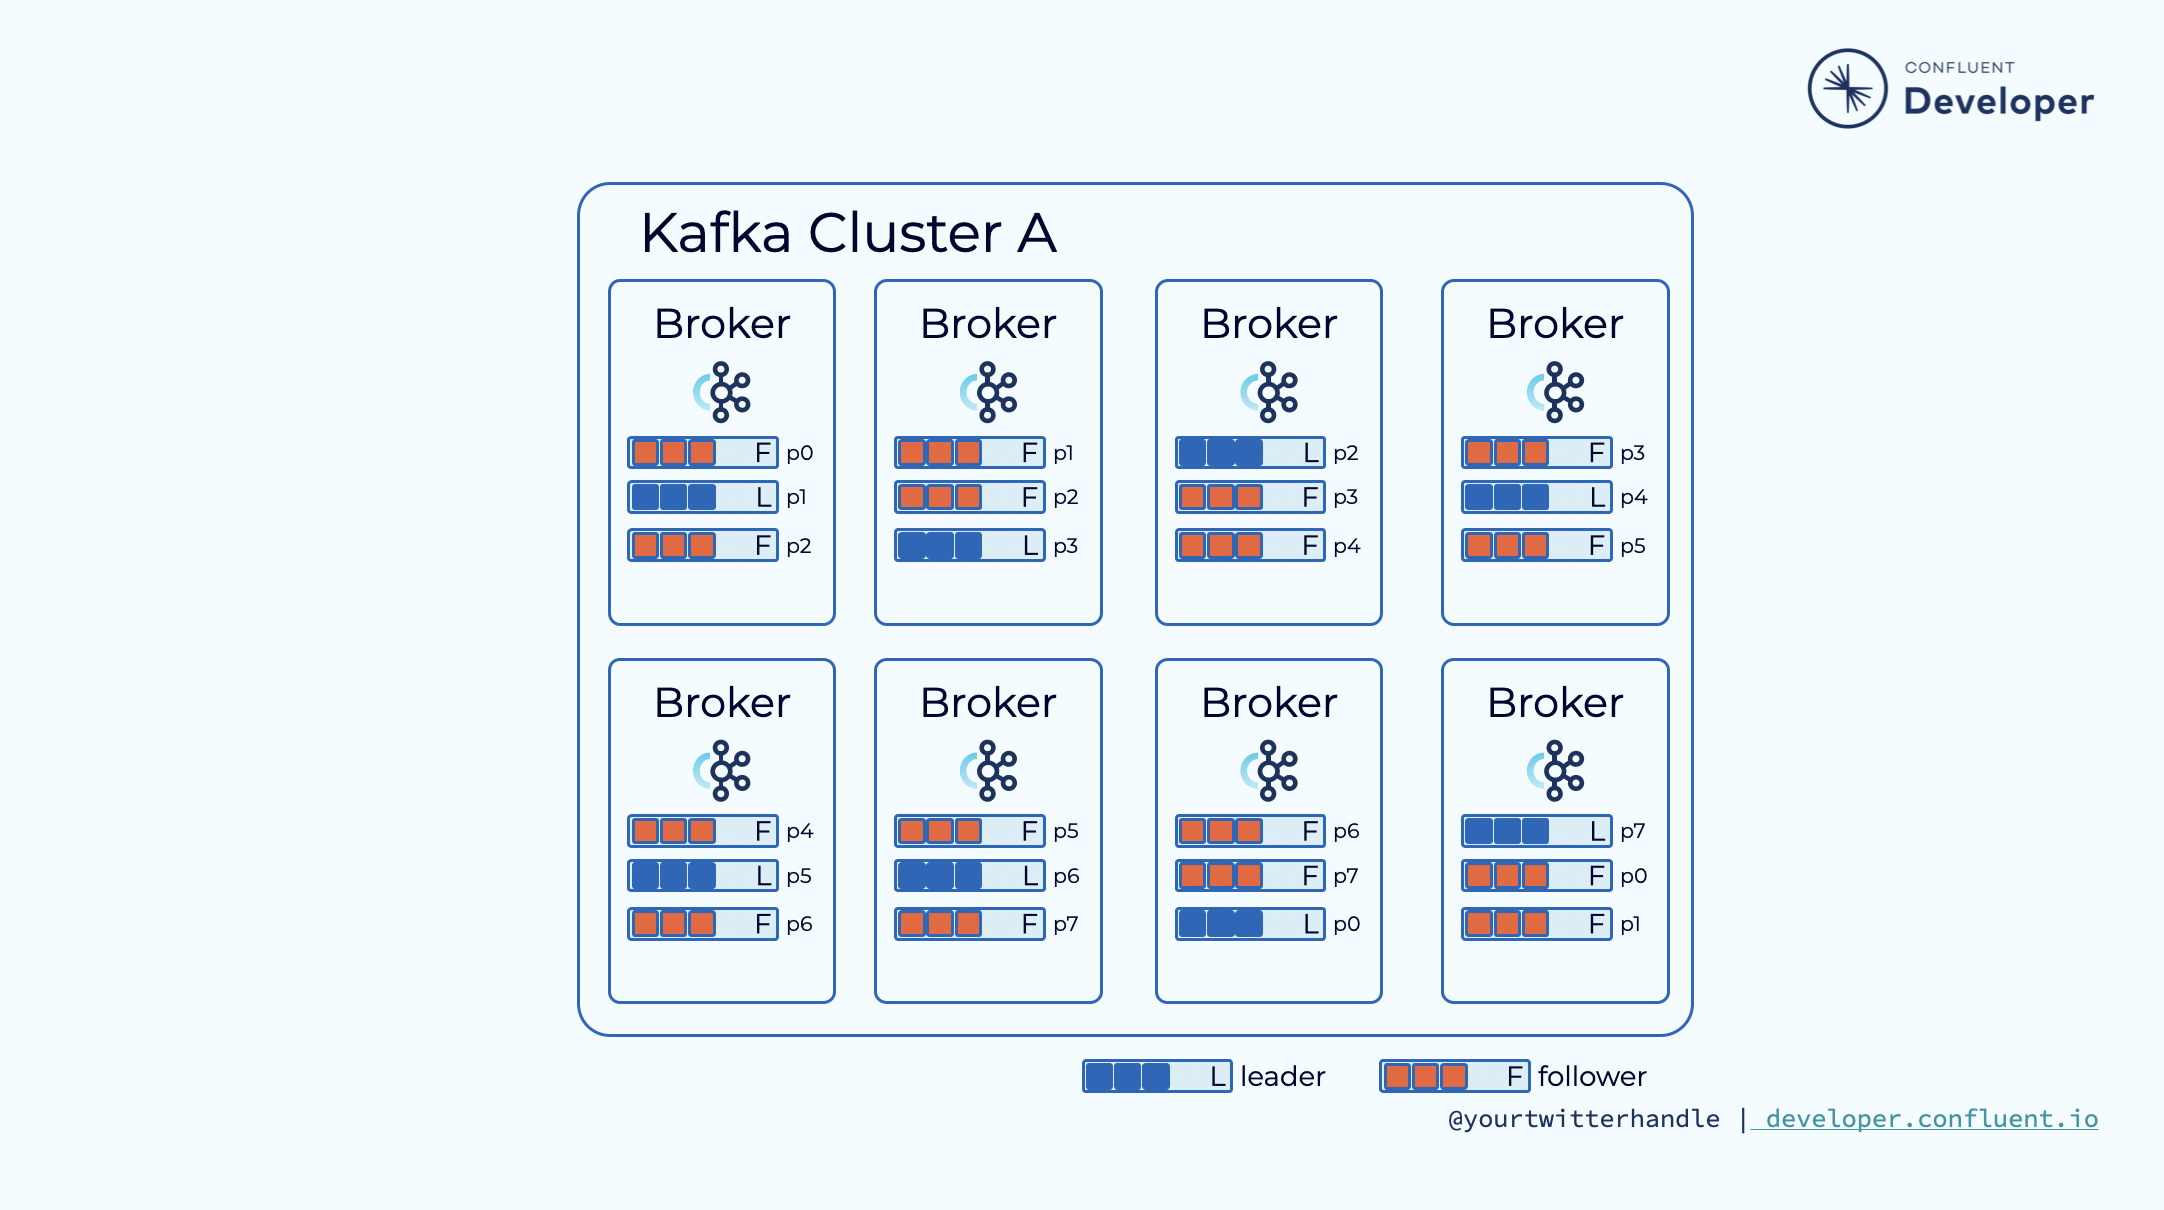 CONFLUENT
Developer
Kafka Cluster A
Broker
F p0
L p1
F p2
Broker
F p1
F p2
L p3
Broker
L p2
F p3
F p4
Broker
F p3
L p4
F p5
Broker
F p4
L p5
F p6
Broker
F p5
L p6
F p7
Broker
F p6
F p7
L p0
Broker
L p7
F p0
F p1
L leader
F follower
@yourtwitterhandle | developer.confluent.io